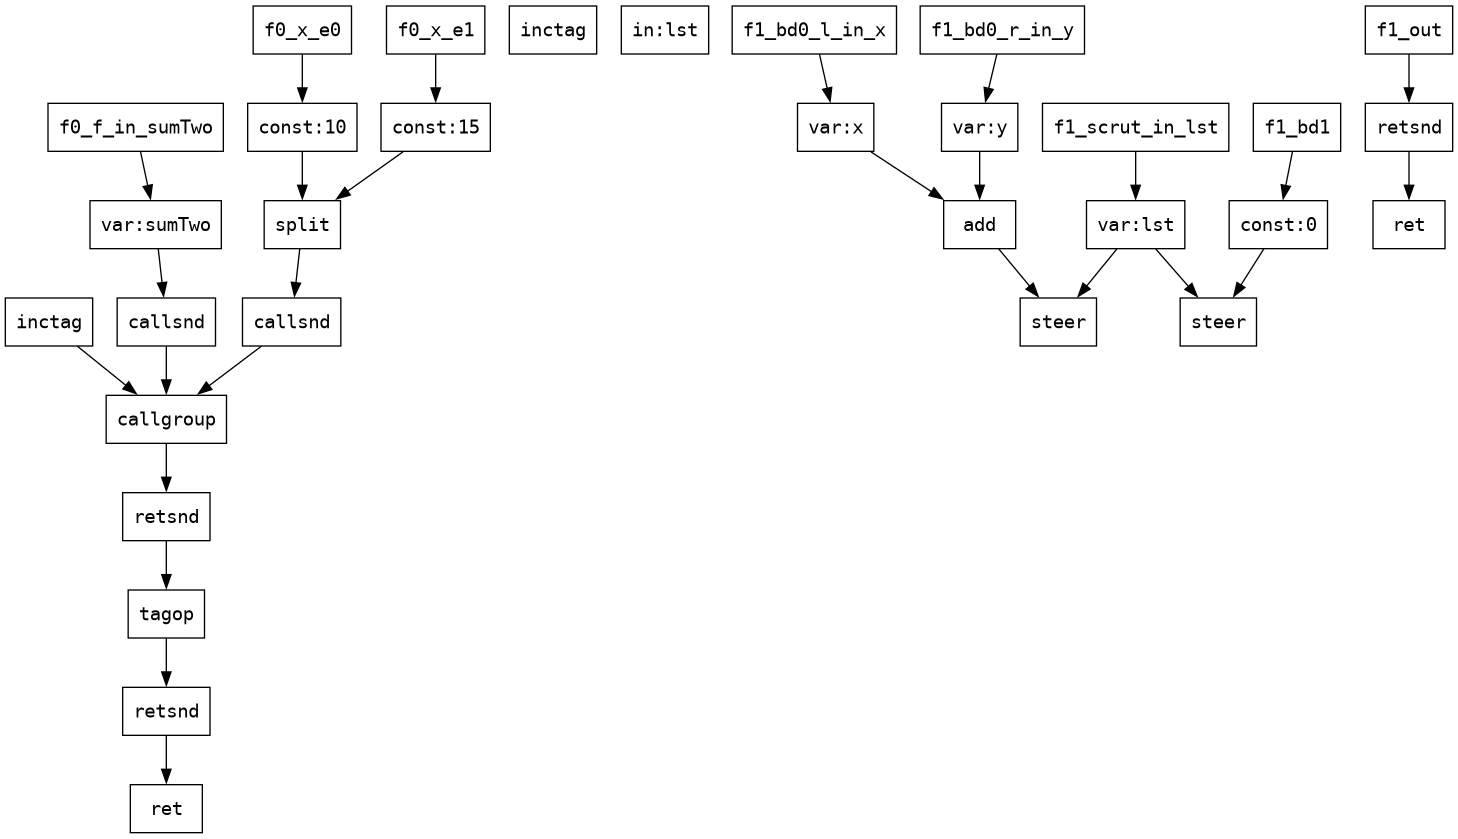 f0_x_e0
f0_x_e1
inctag
in:lst
f1_bd0_l_in_x
f1_bd0_r_in_y
f1_out
f0_f_in_sumTwo
const:10
const:15
var:x
var:y
f1_scrut_in_lst
f1_bd1
retsnd
var:sumTwo
split
add
var:lst
const:0
ret
inctag
callsnd
callsnd
steer
steer
callgroup
retsnd
tagop
retsnd
ret